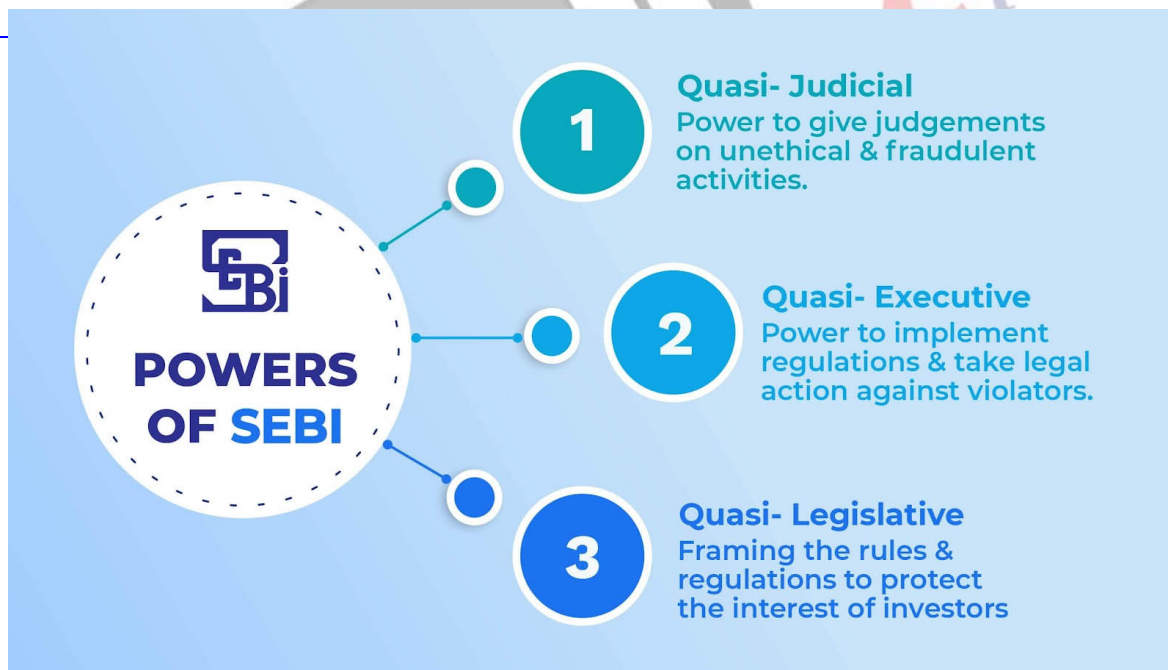 SEBi
POWERS
OF SEBI
1
Quasi- Judicial
Power to give judgements
on unethical & fraudulent
activities.
2
Quasi- Executive
Power to implement
regulations & take legal
action against violators.
3
Quasi- Legislative
Framing the rules &
regulations to protect
the interest of investors